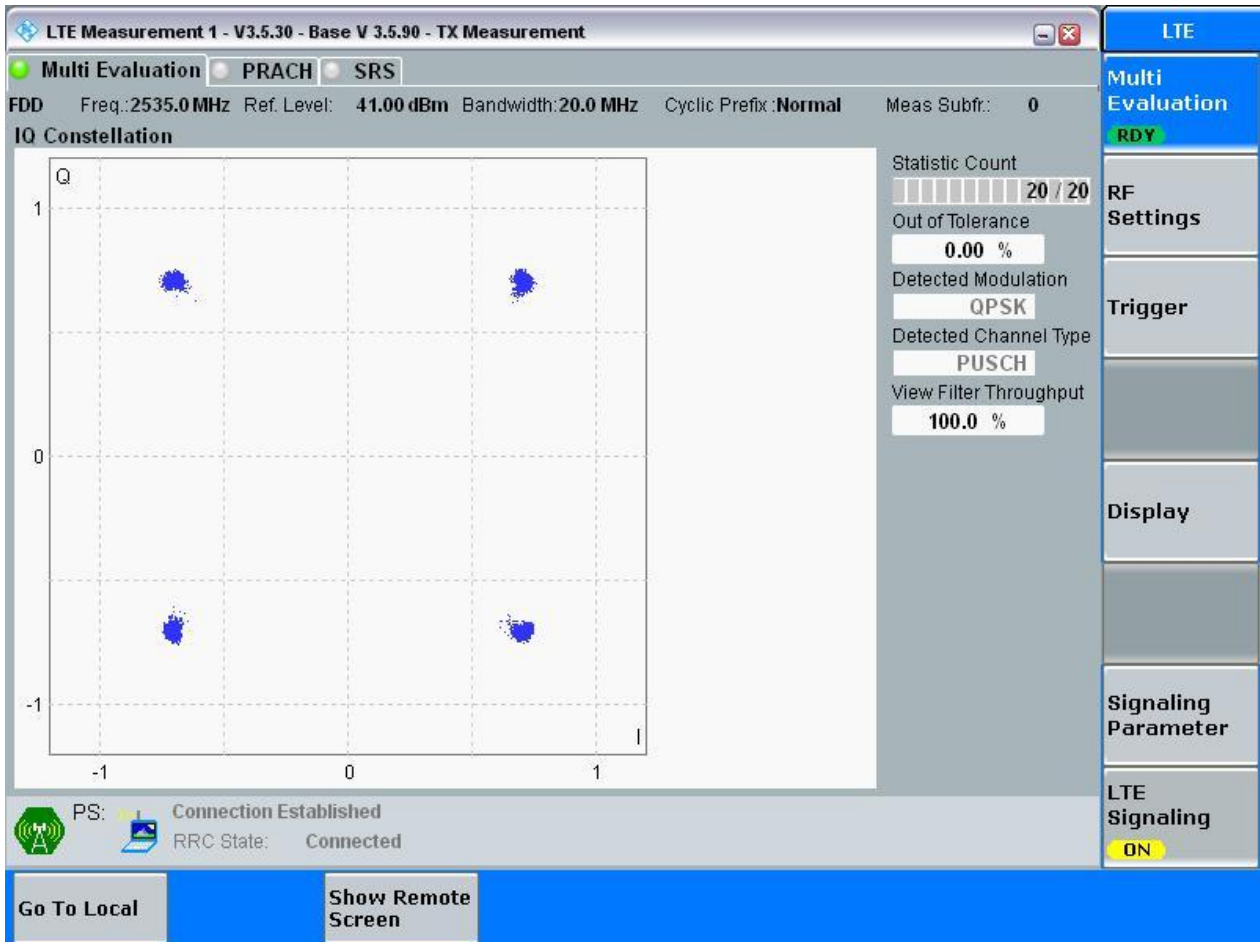 LTE Measurement 1 - V3.5.30 - Base V 3.5.90 - TX Measurement
LTE
Multi Evaluation PRACH SRS
FDD Freq.:2535.0 MHz Ref. Level: 41.00 dBm Bandwidth:20.0 MHz Cyclic Prefix :Normal Meas Subfr.: 0
IQ Constellation
Q
1
0
-1
I
-1 0 1
Statistic Count
20 / 20
Out of Tolerance
0.00 %
Detected Modulation
QPSK
Detected Channel Type
PUSCH
View Filter Throughput
100.0 %
Multi
Evaluation
RDY
RF
Settings
Trigger
Display
Signaling
Parameter
LTE
Signaling
ON
PS: Connection Established
RRC State: Connected
Go To Local
Show Remote
Screen